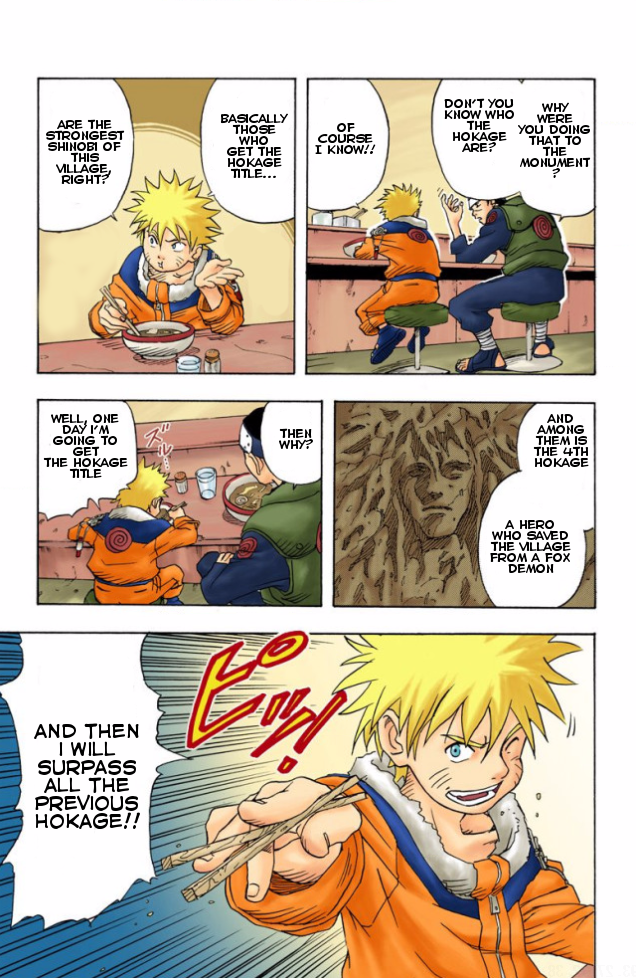 WHY
WERE
YOU DOING
THAT TO
THE
MONUMENT
?
DON'T YOU
KNOW WHO
THE
HOKAGE
ARE?
OF
COURSE
I KNOW!!
BASICALLY
THOSE
WHO
GET THE
HOKAGE
TITLE...
ARE THE
STRONGEST
SHINOBI OF
THIS
VILLAGE,
RIGHT?
AND
AMONG
THEM IS
THE 4TH
HOKAGE
A HERO
WHO SAVED
THE VILLAGE
FROM A FOX
DEMON
THEN
WHY?
ズズ...
WELL, ONE
DAY I'M
GOING TO
GET
THE HOKAGE
TITLE
ピッ!
AND THEN
I WILL
SURPASS
ALL THE
PREVIOUS
HOKAGE!!